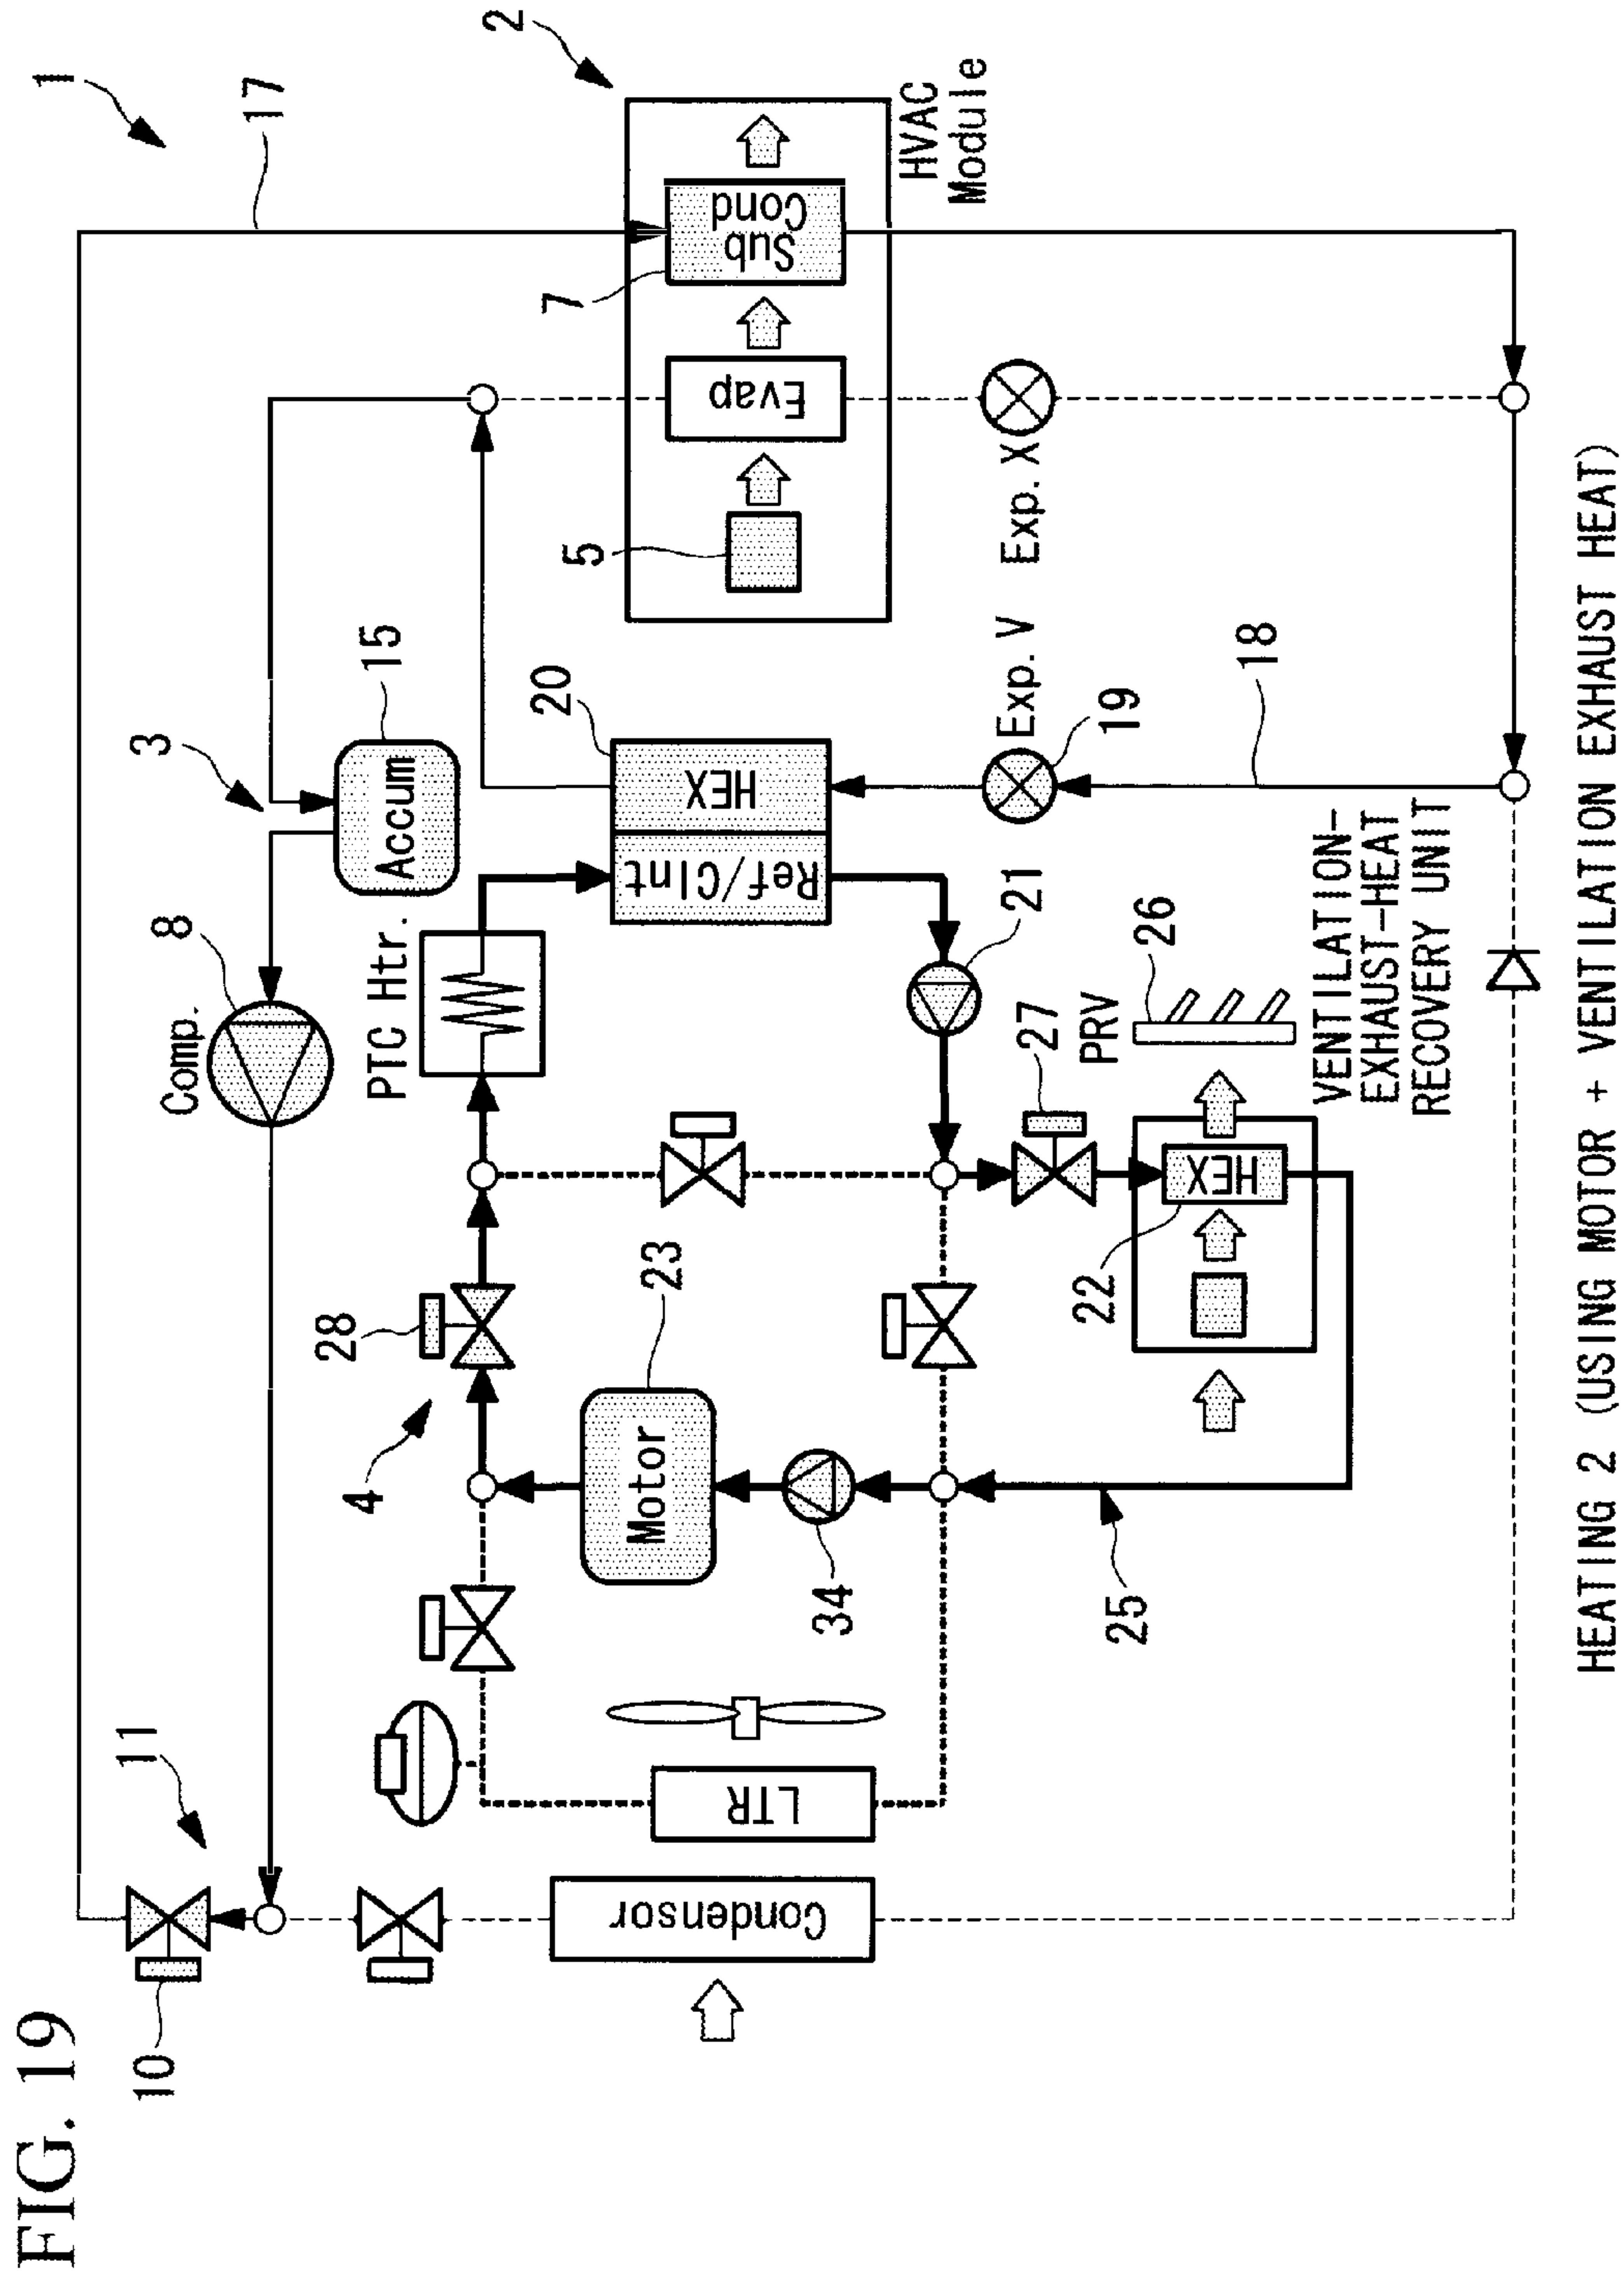 FIG. 19
1
17
2
10
11
3
8
Comp.
15
Accum
7
Sub
Cond
Evap
5
HVAC
Module
4
28
PTC Htr.
20
HEX
Ref/Clnt
Exp. V
Exp. X
19
18
23
Motor
34
21
27
PRV
26
22
HEX
25
LTR
Condensor
VENTILATION-
EXHAUST-HEAT
RECOVERY UNIT
HEATING 2 (USING MOTOR + VENTILATION EXHAUST HEAT)